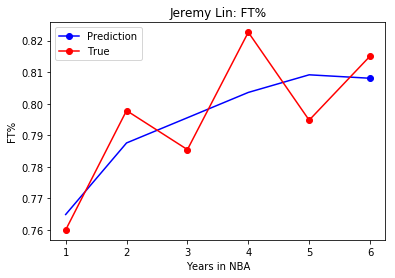 Jeremy Lin: FT%
Prediction
True
0.82
0.81
0.80
0.79
0.78
0.77
0.76
FT%
1 2 3 4 5 6
Years in NBA